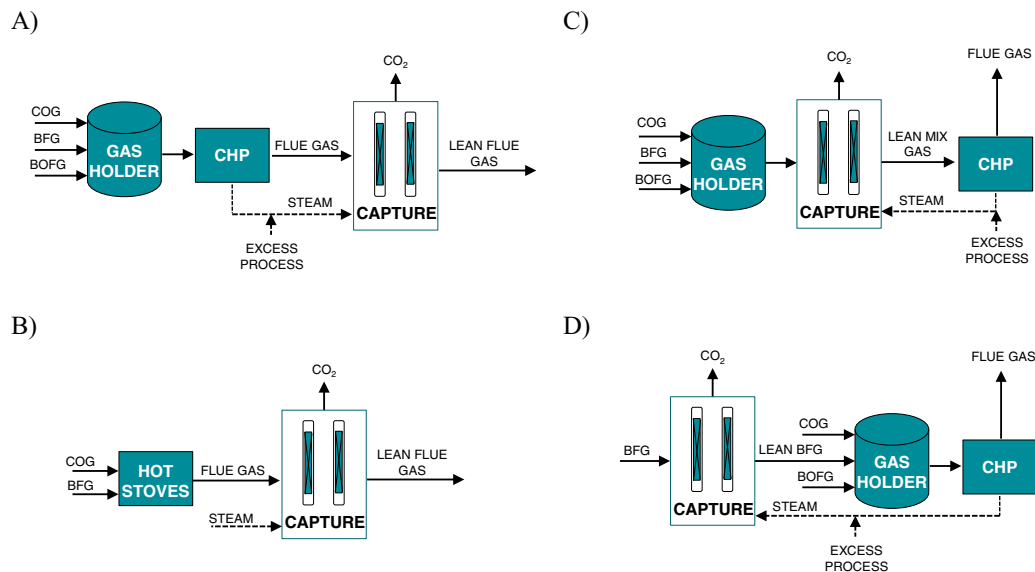 A)
CO2
COG
BFG
BOFG
GAS
HOLDER
CHP
FLUE GAS
LEAN FLUE
GAS
STEAM
CAPTURE
EXCESS
PROCESS
C)
FLUE GAS
CO2
COG
BFG
BOFG
GAS
HOLDER
LEAN MIX
GAS
CHP
STEAM
CAPTURE
EXCESS
PROCESS
B)
CO2
COG
BFG
HOT
STOVES
FLUE GAS
LEAN FLUE
GAS
STEAM
CAPTURE
D)
FLUE GAS
CO2
BFG
COG
LEAN BFG
BOFG
GAS
HOLDER
CHP
STEAM
CAPTURE
EXCESS
PROCESS